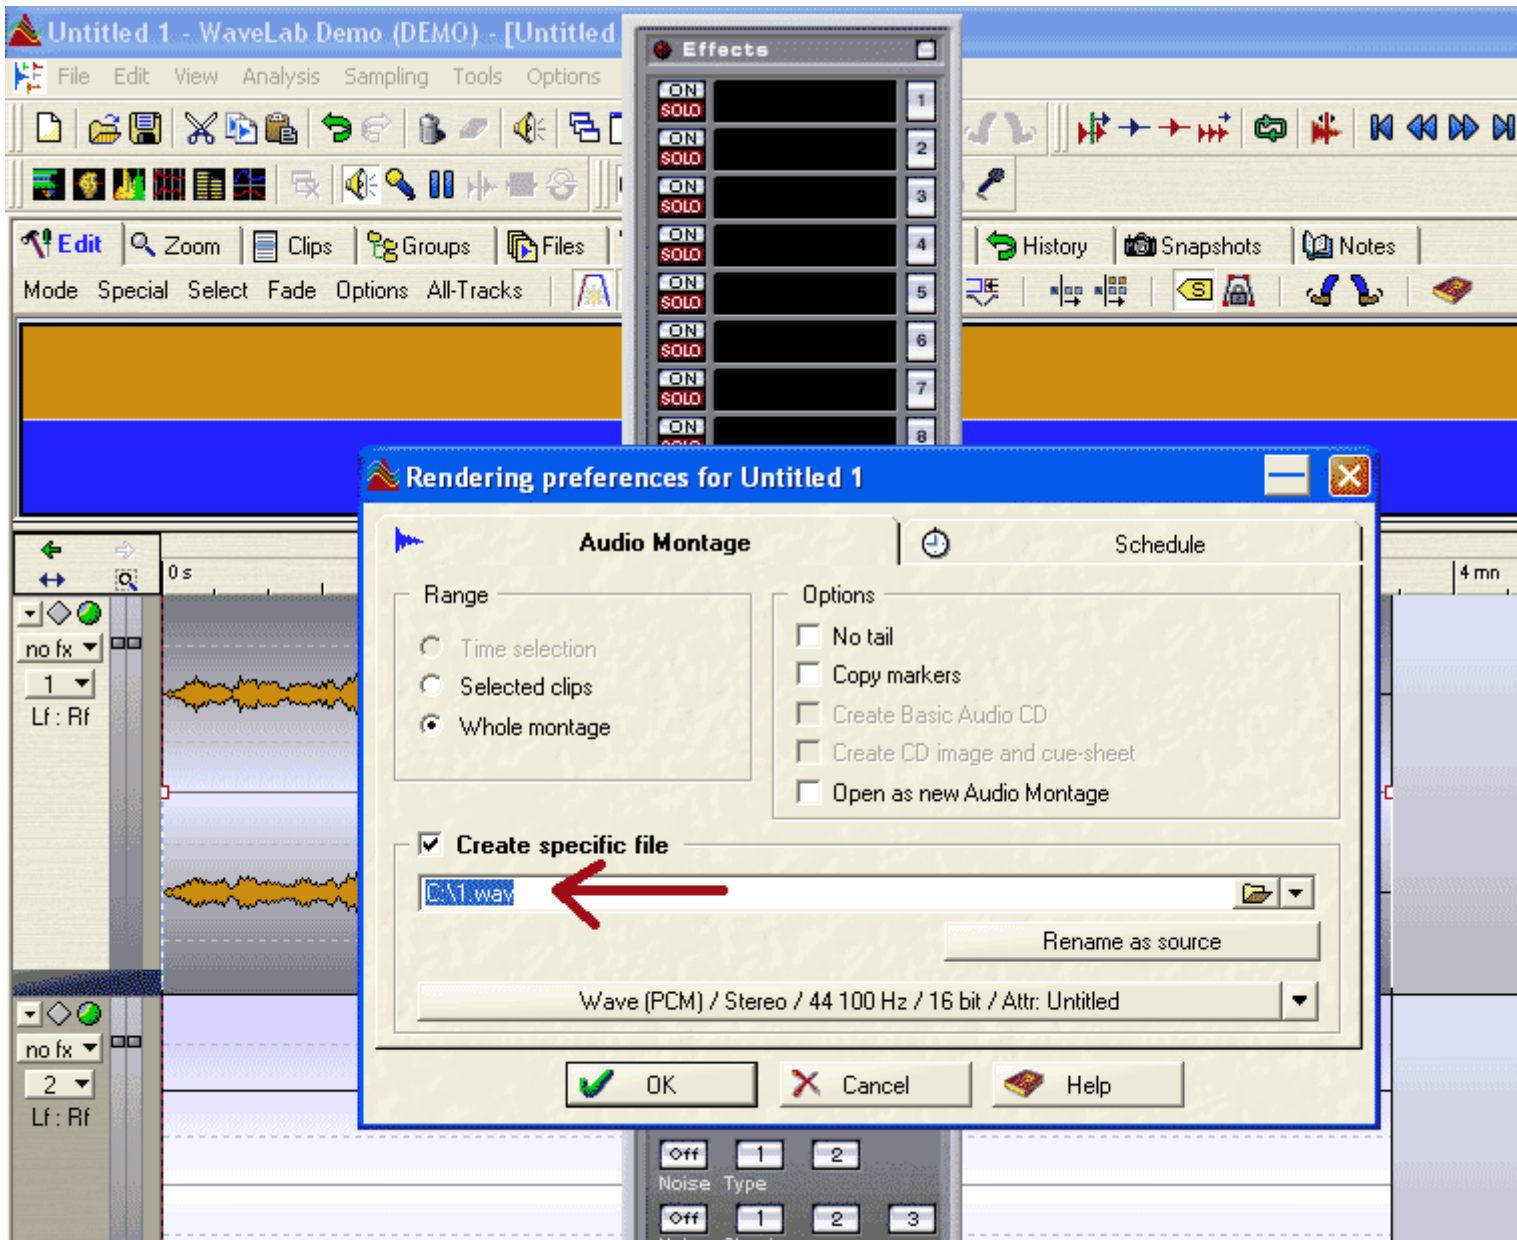 Untitled 1 - WaveLab Demo (DEMO) - [Untitled
Effects
File Edit View Analysis Sampling Tools Options
ON
SOLO
1
ON
SOLO
2
ON
SOLO
3
ON
SOLO
4
ON
SOLO
5
ON
SOLO
6
ON
SOLO
7
ON
SOLO
8
Edit Zoom Clips Groups Files History Snapshots Notes
Mode Special Select Fade Options All-Tracks
S
Rendering preferences for Untitled 1
Audio Montage
Schedule
0 s
4 mn
Range
Time selection
Selected clips
Whole montage
Options
No tail
Copy markers
Create Basic Audio CD
Create CD image and cue-sheet
Open as new Audio Montage
no fx
1
Lf : Rf
Create specific file
C:\1.wav
Rename as source
Wave (PCM) / Stereo / 44 100 Hz / 16 bit / Attr: Untitled
OK Cancel Help
no fx
2
Lf : Rf
Off 1 2
Noise Type
Off 1 2 3